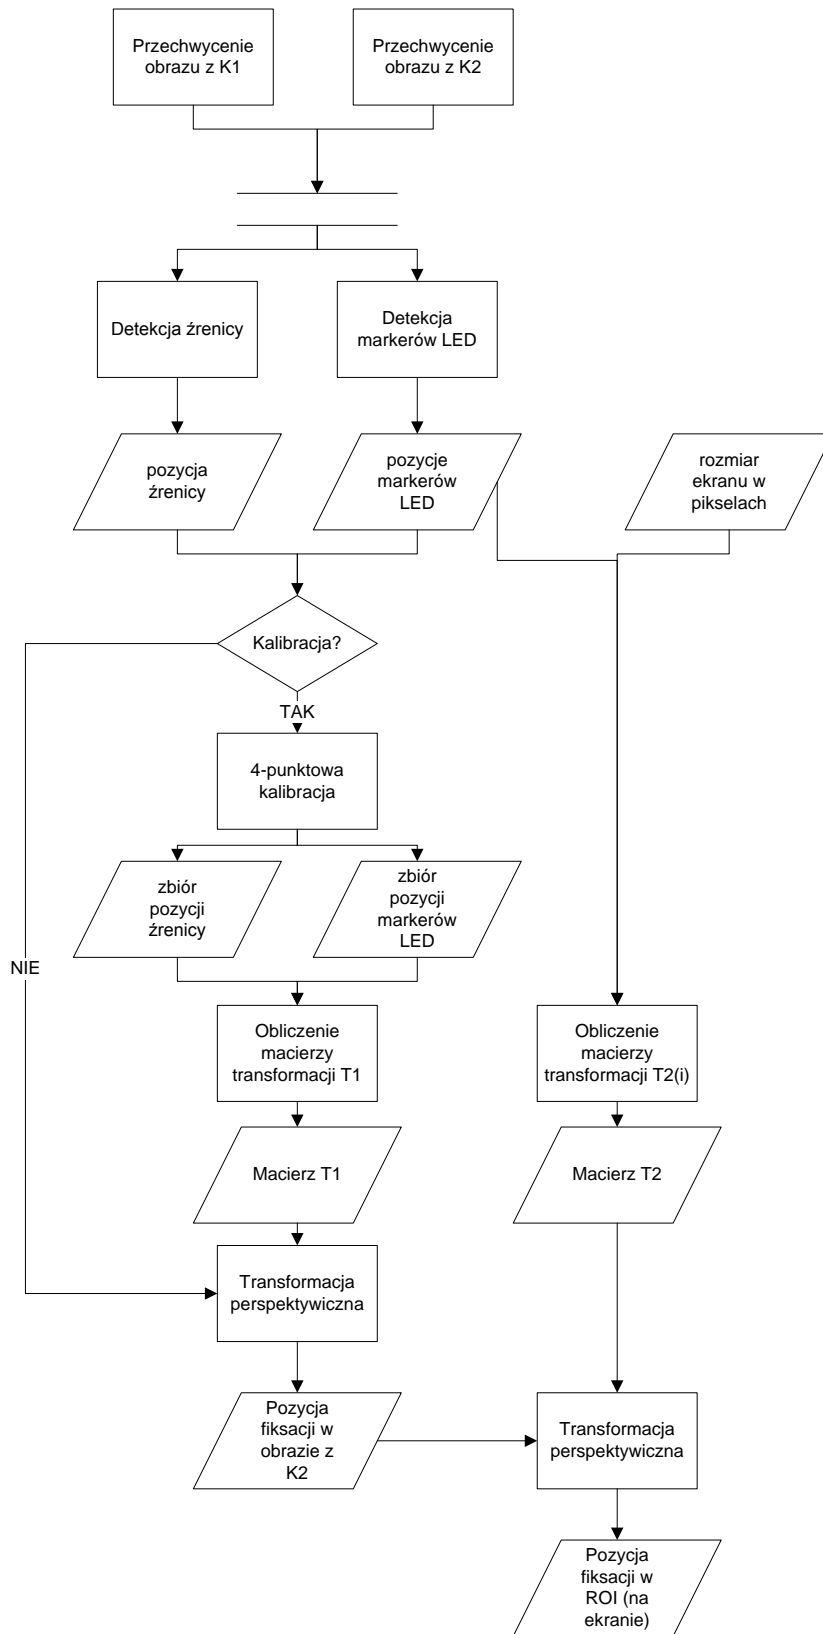 Przechwycenie
obrazu z K1
Przechwycenie
obrazu z K2
Detekcja źrenicy
Detekcja
markerów LED
pozycja
źrenicy
pozycje
markerów
LED
rozmiar
ekranu w
pikselach
Kalibracja?
TAK
4-punktowa
kalibracja
zbiór
pozycji
źrenicy
zbiór
pozycji
markerów
LED
NIE
Obliczenie
macierzy
transformacji T1
Obliczenie
macierzy
transformacji T2(i)
Macierz T1
Macierz T2
Transformacja
perspektywiczna
Pozycja
fiksacji w
obrazie z
K2
Transformacja
perspektywiczna
Pozycja
fiksacji w
ROI (na
ekranie)